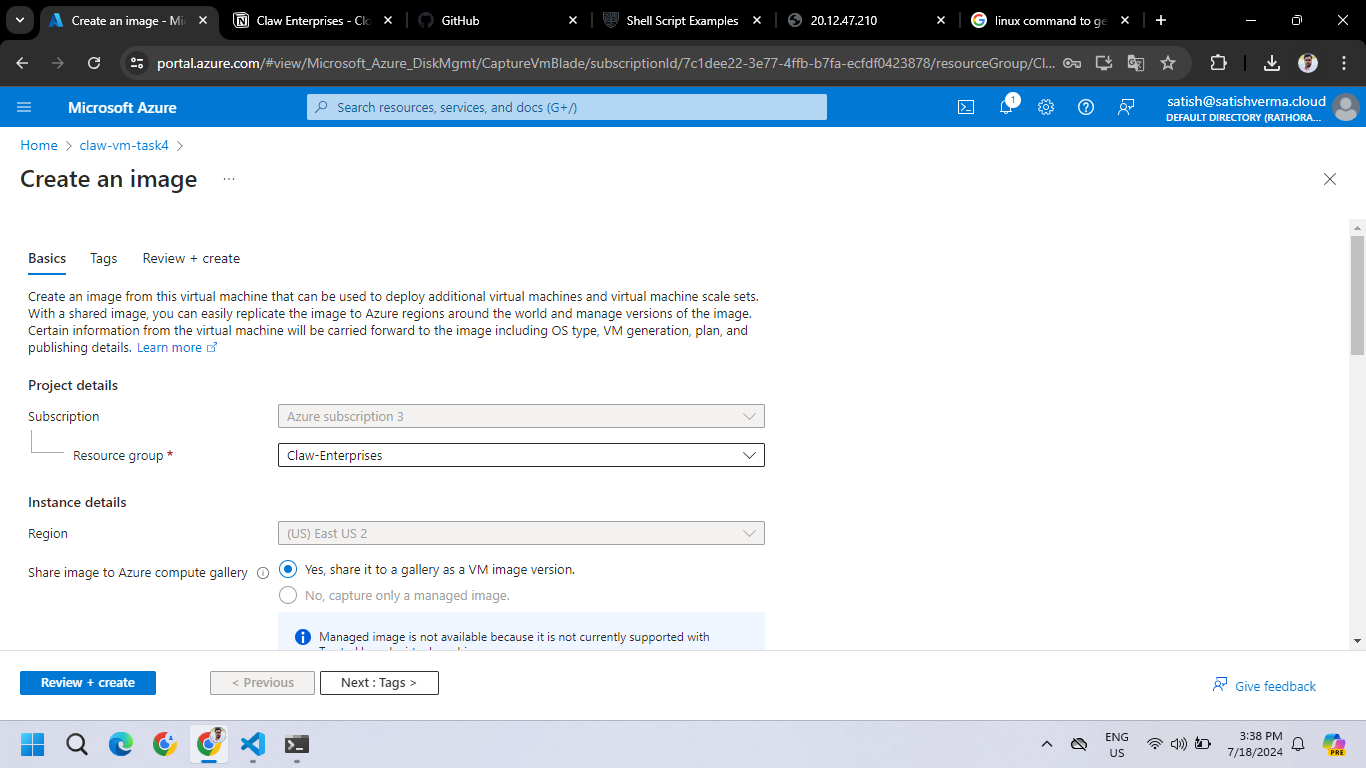 Create an image - Mi
Claw Enterprises - Clo
GitHub
Shell Script Examples
20.12.47.210
linux command to ge
portal.azure.com/#view/Microsoft_Azure_DiskMgmt/CaptureVmBlade/subscriptionId/7c1dee22-3e77-4ffb-b7fa-ecfdf0423878/resourceGroup/Cl...
Microsoft Azure
Search resources, services, and docs (G+/)
1
satish@satishverma.cloud
DEFAULT DIRECTORY (RATHORA...
Home > claw-vm-task4 >
Create an image ...
Basics Tags Review + create
Create an image from this virtual machine that can be used to deploy additional virtual machines and virtual machine scale sets.
With a shared image, you can easily replicate the image to Azure regions around the world and manage versions of the image.
Certain information from the virtual machine will be carried forward to the image including OS type, VM generation, plan, and
publishing details. Learn more
Project details
Subscription
Azure subscription 3
Resource group *
Claw-Enterprises
Instance details
Region
(US) East US 2
Share image to Azure compute gallery
Yes, share it to a gallery as a VM image version.
No, capture only a managed image.
Managed image is not available because it is not currently supported with
Review + create
< Previous
Next : Tags >
Give feedback
ENG
US
3:38 PM
7/18/2024
PRE